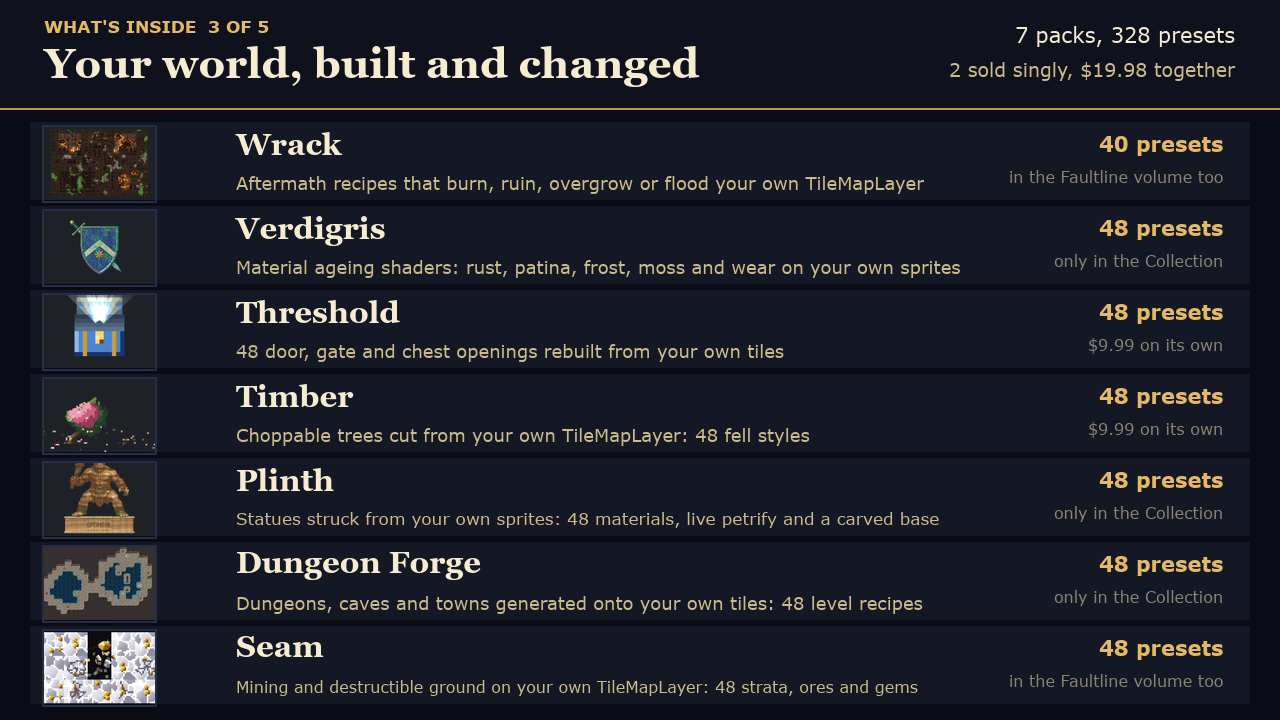 WHAT'S INSIDE 3 OF 5
Your world, built and changed
7 packs, 328 presets
2 sold singly, $19.98 together
Wrack
Aftermath recipes that burn, ruin, overgrow or flood your own TileMapLayer
40 presets
in the Faultline volume too
Verdigris
Material ageing shaders: rust, patina, frost, moss and wear on your own sprites
48 presets
only in the Collection
Threshold
48 door, gate and chest openings rebuilt from your own tiles
48 presets
$9.99 on its own
Timber
Choppable trees cut from your own TileMapLayer: 48 fell styles
48 presets
$9.99 on its own
Plinth
Statues struck from your own sprites: 48 materials, live petrify and a carved base
48 presets
only in the Collection
Dungeon Forge
Dungeons, caves and towns generated onto your own tiles: 48 level recipes
48 presets
only in the Collection
Seam
Mining and destructible ground on your own TileMapLayer: 48 strata, ores and gems
48 presets
in the Faultline volume too